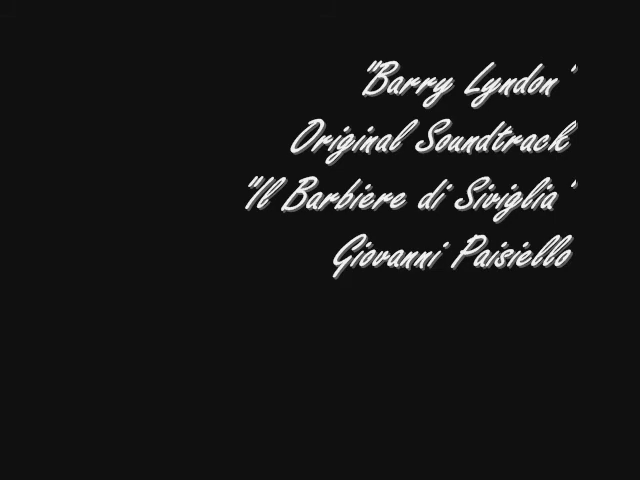 "Barry Lyndon"
Original Soundtrack
"Il Barbiere di Siviglia"
Giovanni Paisiello